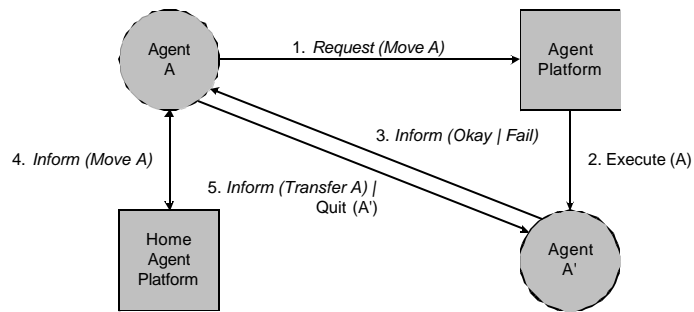 Agent
A
1. Request (Move A)
Agent
Platform
3. Inform (Okay | Fail)
4. Inform (Move A)
2. Execute (A)
5. Inform (Transfer A) |
Quit (A')
Home
Agent
Platform
Agent
A'